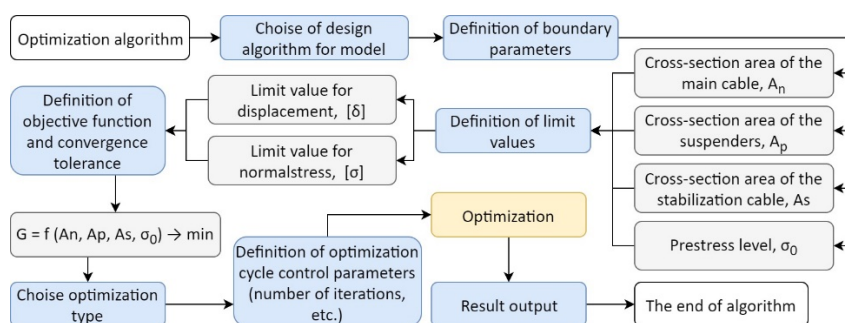 Optimization algorithm
Choise of design
algorithm for model
Definition of boundary
parameters
Cross-section area of the
main cable, Aₙ
Cross-section area of the
suspenders, Aₚ
Cross-section area of the
stabilization cable, As
Prestress level, σ₀
Definition of limit
values
Limit value for
displacement, [δ]
Limit value for
normalstress, [σ]
Definition of
objective function
and convergence
tolerance
G = f (An, Ap, As, σ₀) → min
Choise optimization
type
Definition of optimization
cycle control parameters
(number of iterations,
etc.)
Optimization
Result output
The end of algorithm